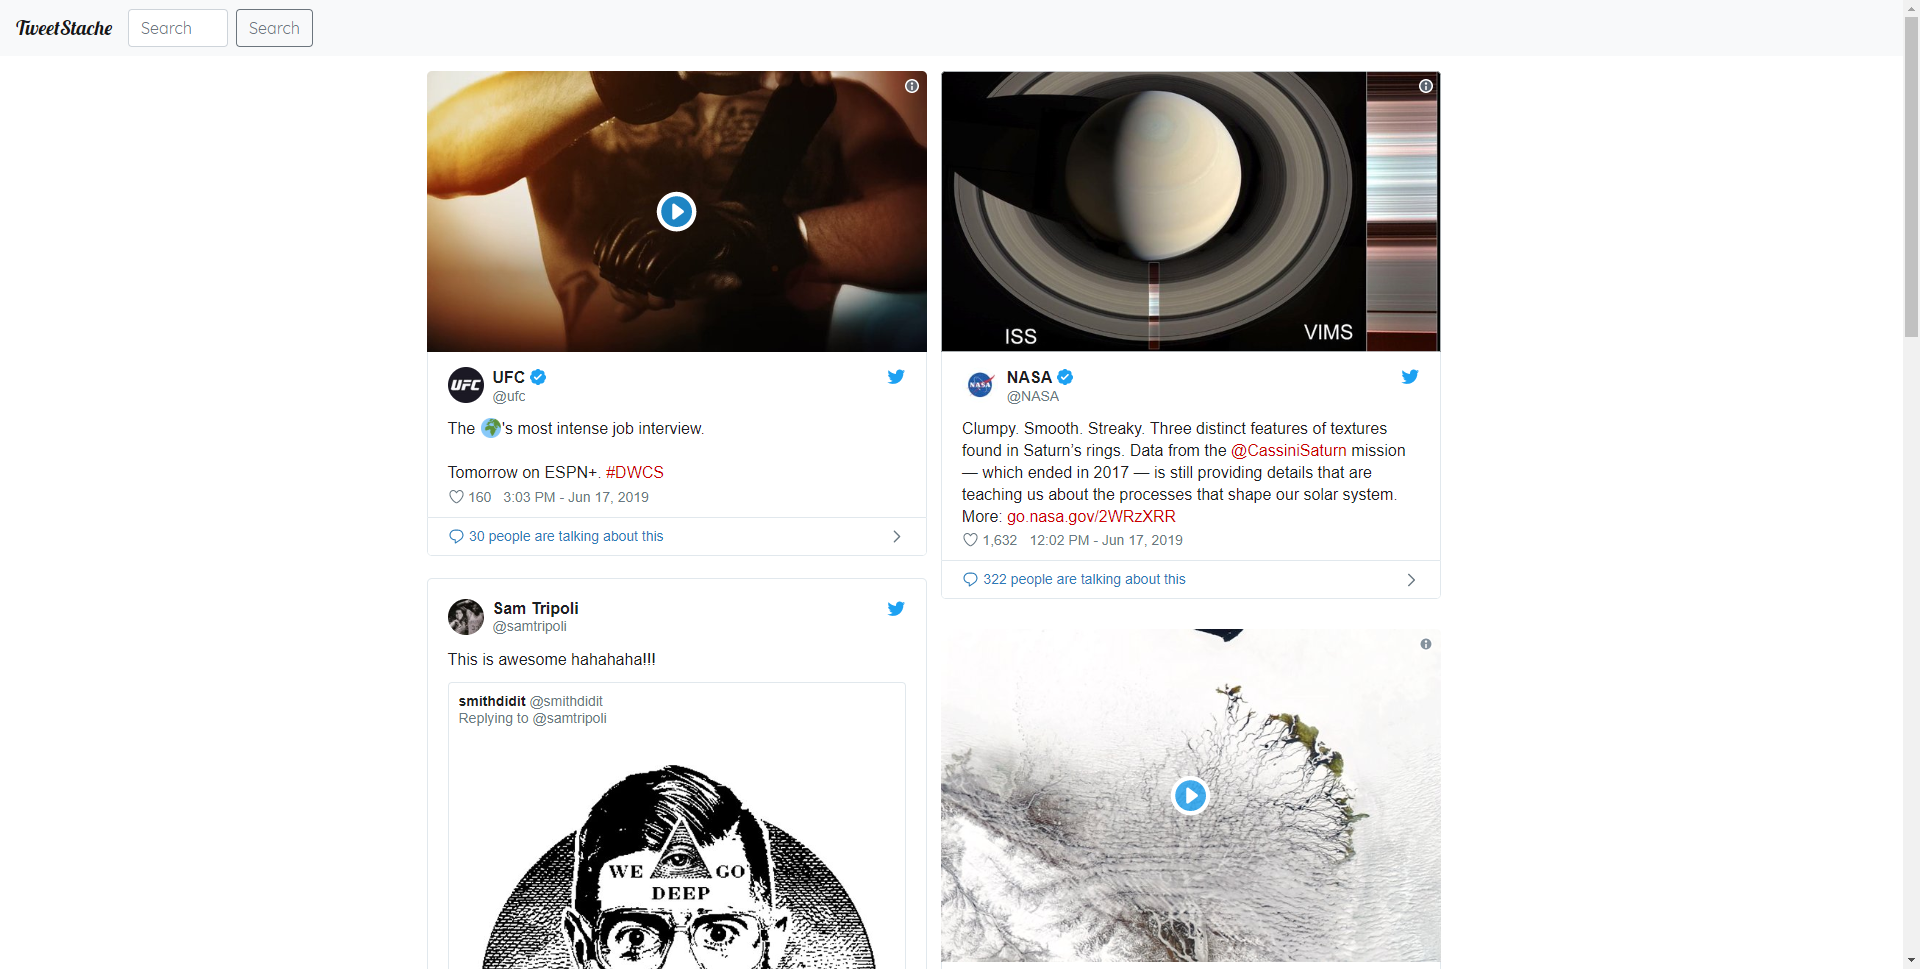 TweetStache
Search
Search
UFC
UFC
@ufc
The 🌍's most intense job interview.
Tomorrow on ESPN+. #DWCS
160 3:03 PM - Jun 17, 2019
30 people are talking about this
Sam Tripoli
@samtripoli
This is awesome hahahaha!!!
smithdidit @smithdidit
Replying to @samtripoli
WE GO
DEEP
ISS
VIMS
NASA
NASA
@NASA
Clumpy. Smooth. Streaky. Three distinct features of textures
found in Saturn’s rings. Data from the @CassiniSaturn mission
— which ended in 2017 — is still providing details that are
teaching us about the processes that shape our solar system.
More: go.nasa.gov/2WRzXRR
1,632 12:02 PM - Jun 17, 2019
322 people are talking about this